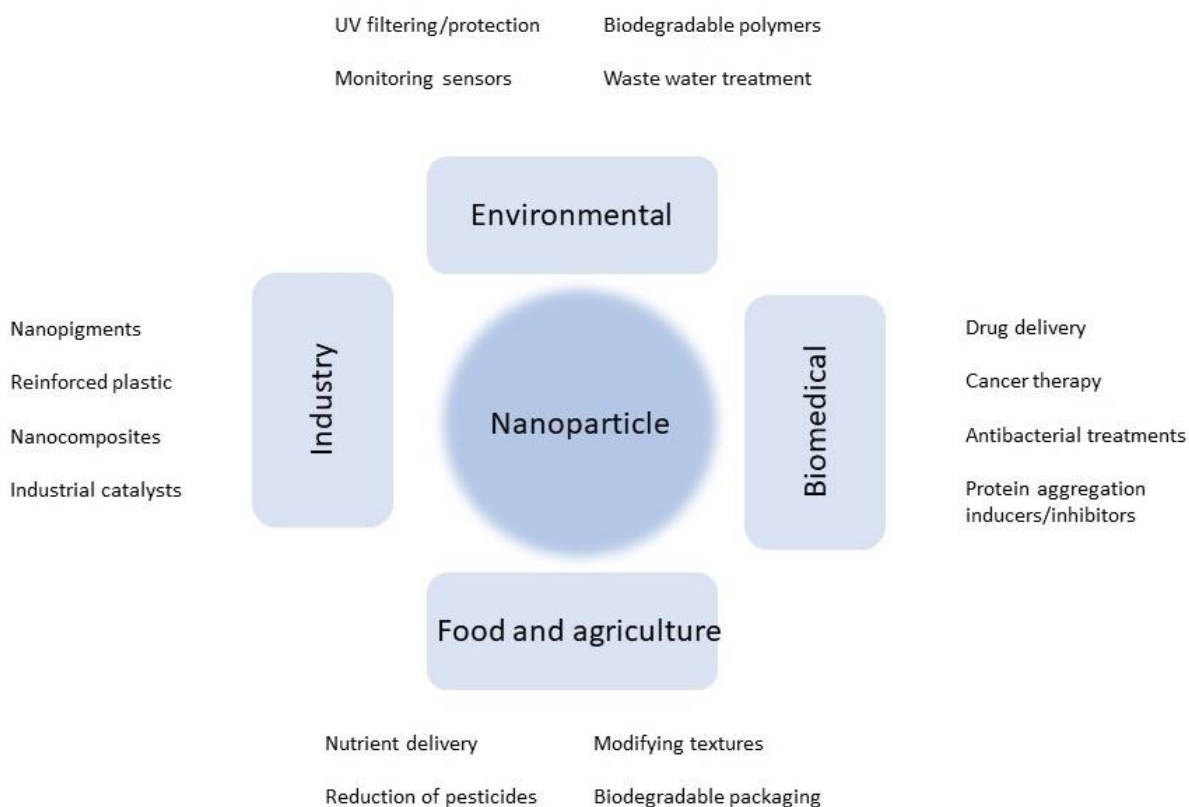 UV filtering/protection
Biodegradable polymers
Monitoring sensors
Waste water treatment
Environmental
Industry
Nanopigments
Reinforced plastic
Nanocomposites
Industrial catalysts
Nanoparticle
Biomedical
Drug delivery
Cancer therapy
Antibacterial treatments
Protein aggregation
inducers/inhibitors
Food and agriculture
Nutrient delivery
Modifying textures
Reduction of pesticides
Biodegradable packaging